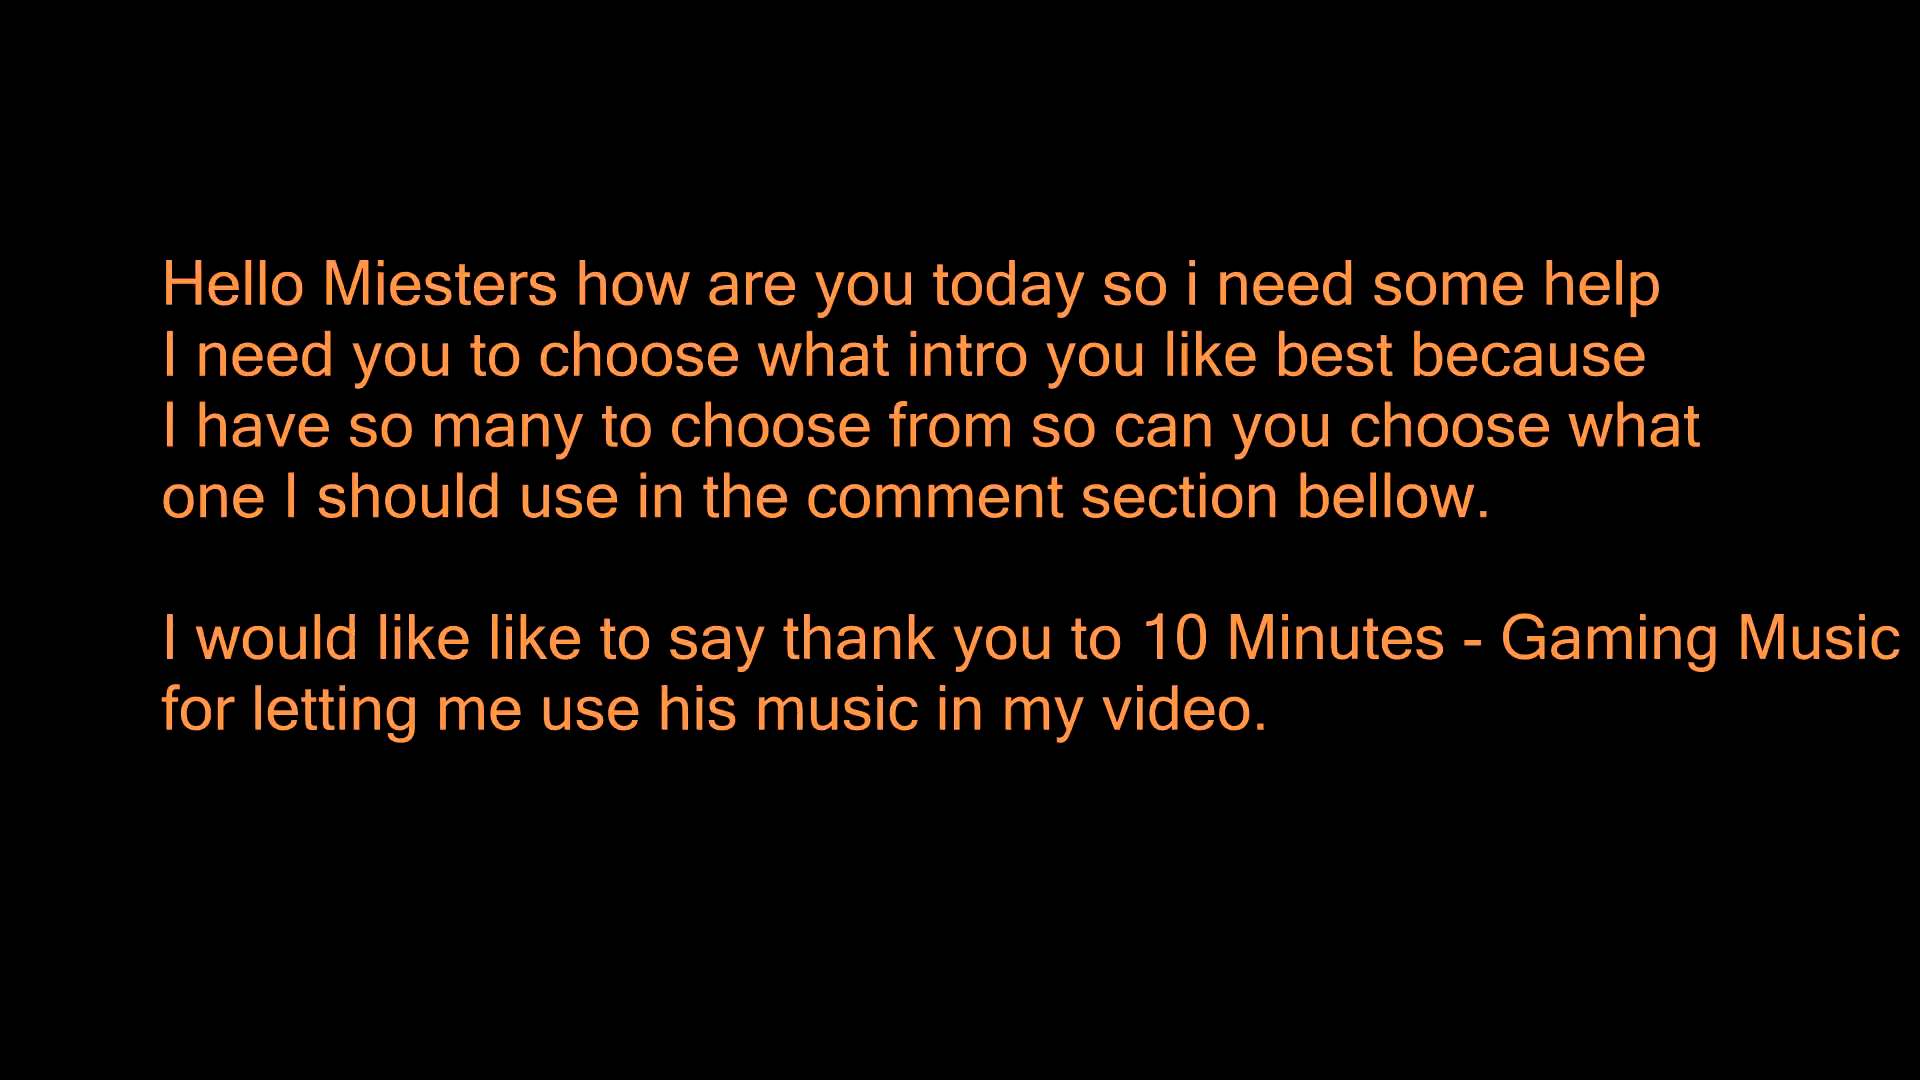 Hello Miesters how are you today so i need some help
I need you to choose what intro you like best because
I have so many to choose from so can you choose what
one I should use in the comment section bellow.
I would like like to say thank you to 10 Minutes - Gaming Music
for letting me use his music in my video.